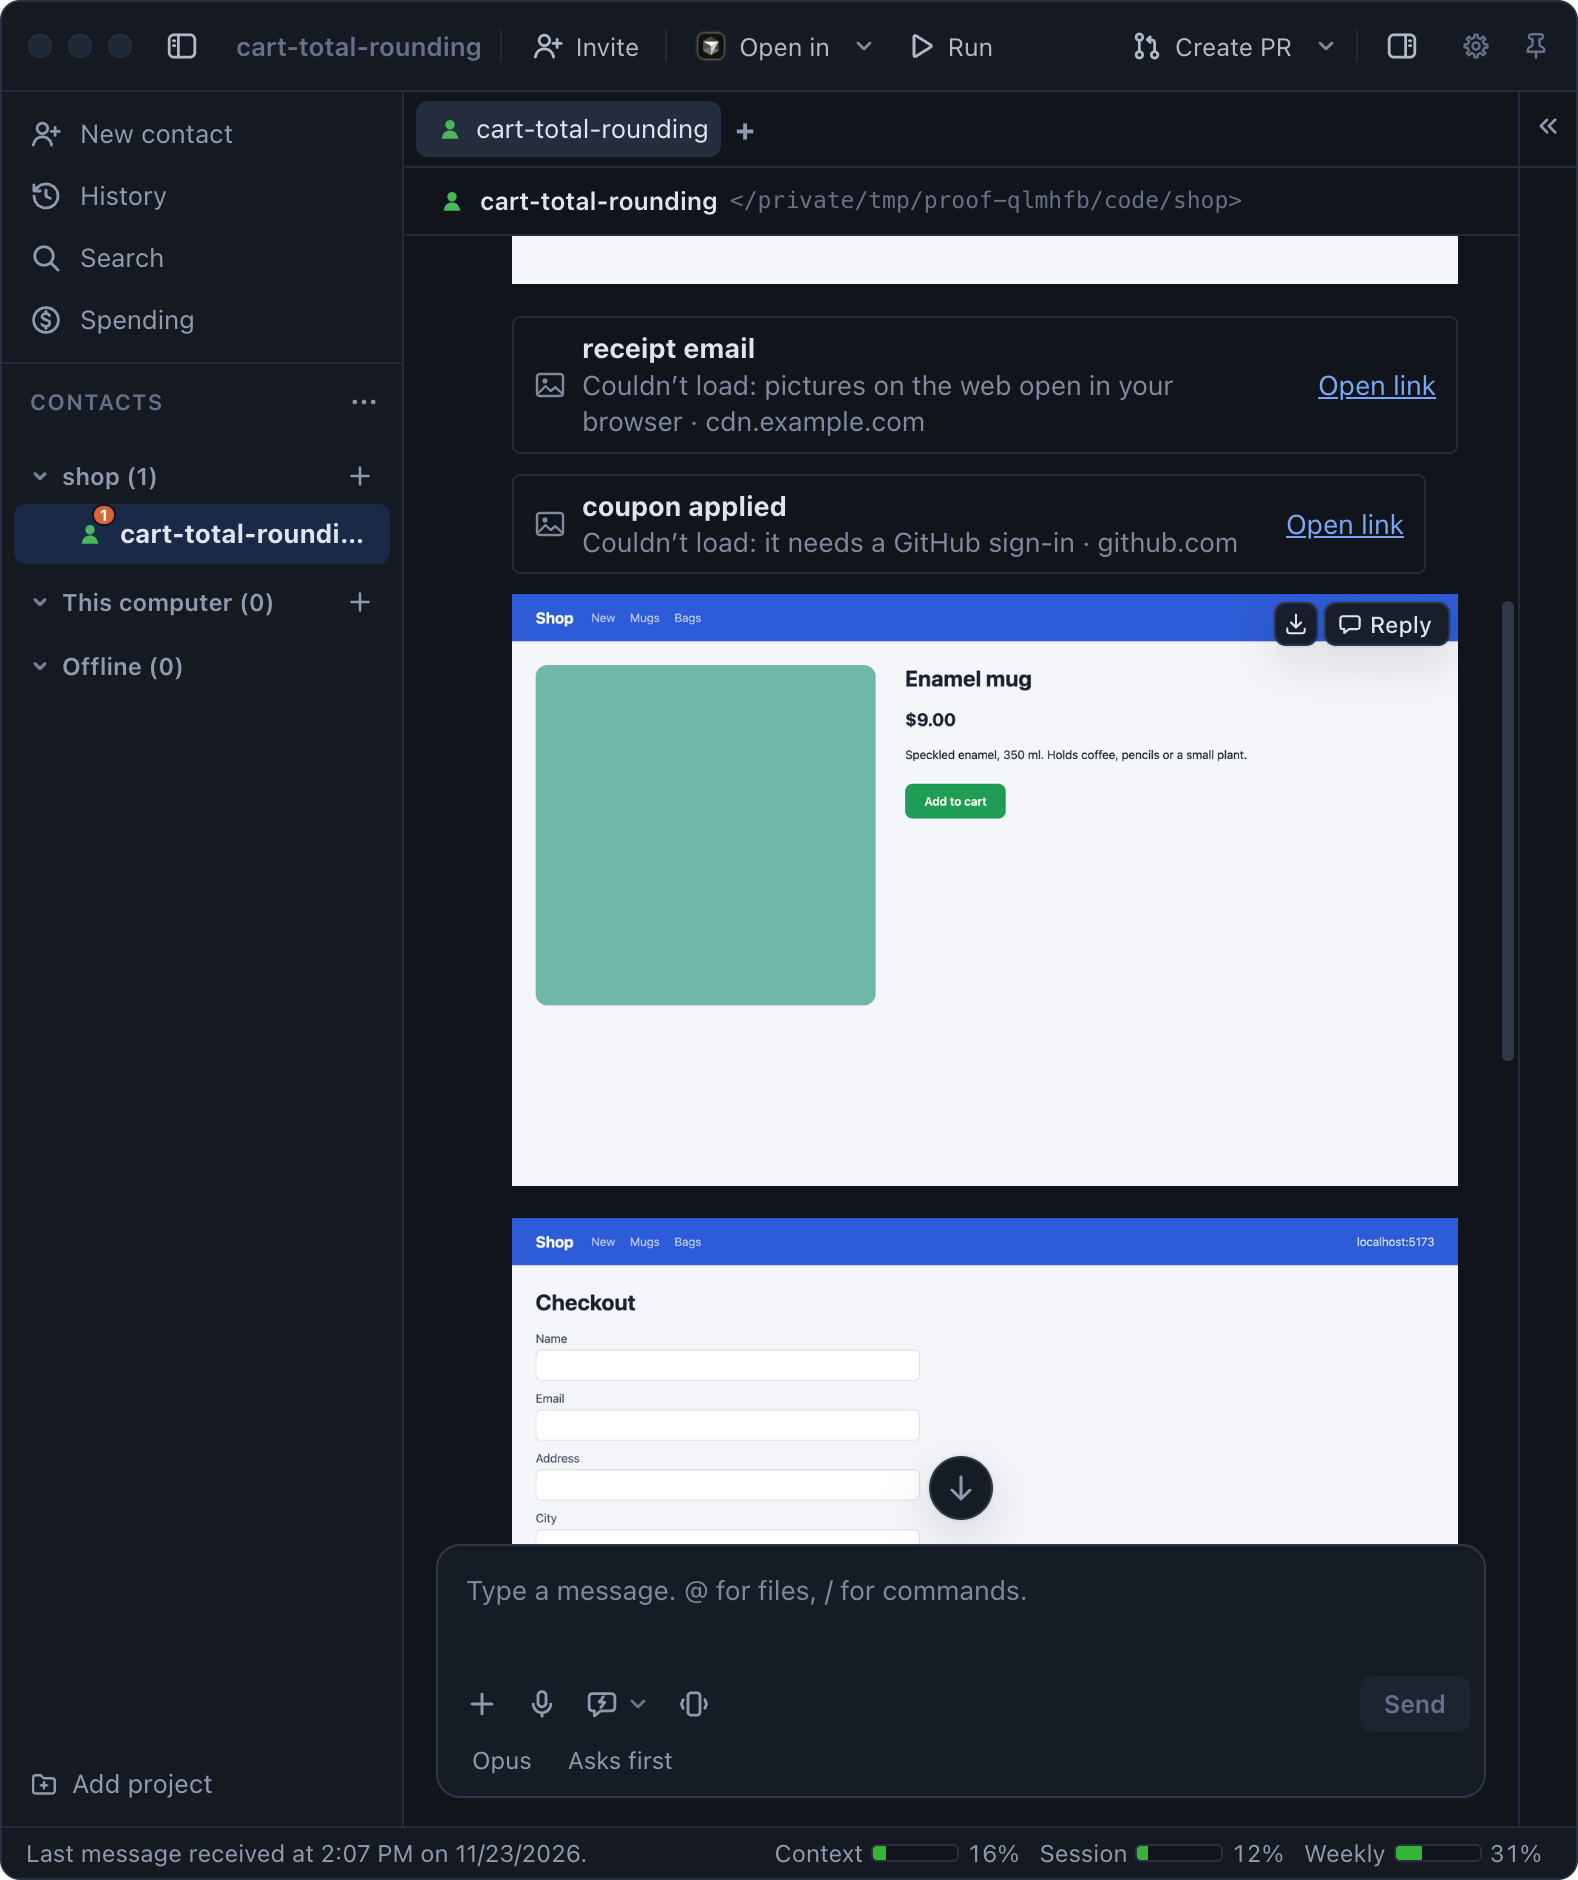 cart-total-rounding
Invite
Open in
Run
Create PR
New contact
History
Search
Spending
CONTACTS
shop (1)
1
cart-total-roundi...
This computer (0)
Offline (0)
Add project
cart-total-rounding
cart-total-rounding </private/tmp/proof-qlmhfb/code/shop>
receipt email
Couldn’t load: pictures on the web open in your
browser · cdn.example.com
Open link
coupon applied
Couldn’t load: it needs a GitHub sign-in · github.com
Open link
Shop New Mugs Bags
Reply
Enamel mug
$9.00
Speckled enamel, 350 ml. Holds coffee, pencils or a small plant.
Add to cart
Shop New Mugs Bags localhost:5173
Checkout
Name
Email
Address
City
Type a message. @ for files, / for commands.
Send
Opus Asks first
Last message received at 2:07 PM on 11/23/2026.
Context 16% Session 12% Weekly 31%